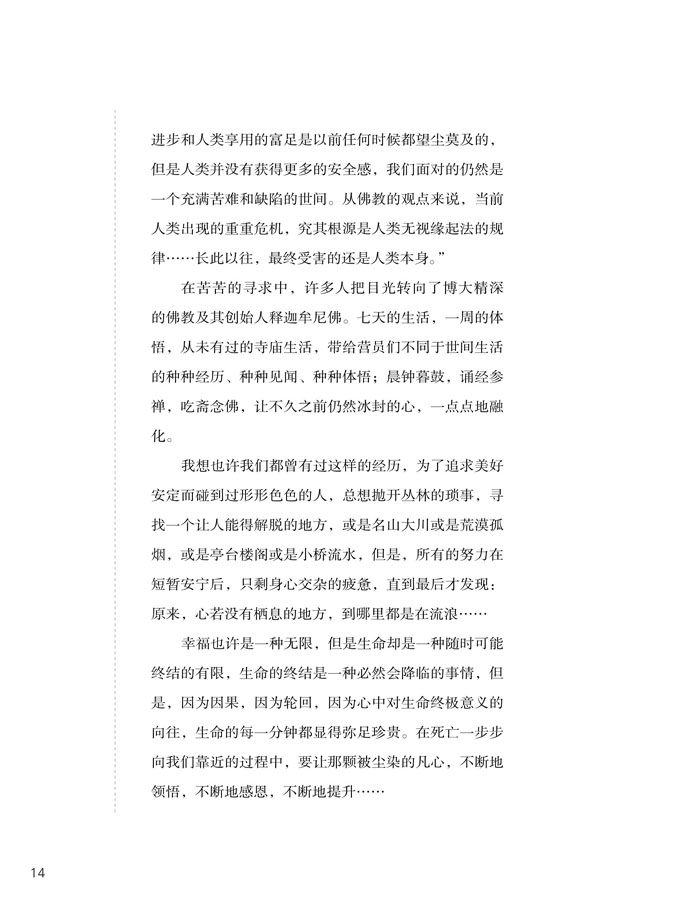 进步和人类享用的富足是以前任何时候都望尘莫及的，
但是人类并没有获得更多的安全感，我们面对的仍然是
一个充满苦难和缺陷的世间。从佛教的观点来说，当前
人类出现的重重危机，究其根源是人类无视缘起法的规
律……长此以往，最终受害的还是人类本身。”
在苦苦的寻求中，许多人把目光转向了博大精深
的佛教及其创始人释迦牟尼佛。七天的生活，一周的体
悟，从未有过的寺庙生活，带给营员们不同于世间生活
的种种经历、种种见闻、种种体悟；晨钟暮鼓，诵经参
禅，吃斋念佛，让不久之前仍然冰封的心，一点点地融
化。
我想也许我们都曾有过这样的经历，为了追求美好
安定而碰到过形形色色的人，总想抛开丛林的琐事，寻
找一个让人能得解脱的地方，或是名山大川或是荒漠孤
烟，或是亭台楼阁或是小桥流水，但是，所有的努力在
短暂安宁后，只剩身心交杂的疲惫，直到最后才发现：
原来，心若没有栖息的地方，到哪里都是在流浪……
幸福也许是一种无限，但是生命却是一种随时可能
终结的有限，生命的终结是一种必然会降临的事情，但
是，因为因果，因为轮回，因为心中对生命终极意义的
向往，生命的每一分钟都显得弥足珍贵。在死亡一步步
向我们靠近的过程中，要让那颗被尘染的凡心，不断地
领悟，不断地感恩，不断地提升……
14